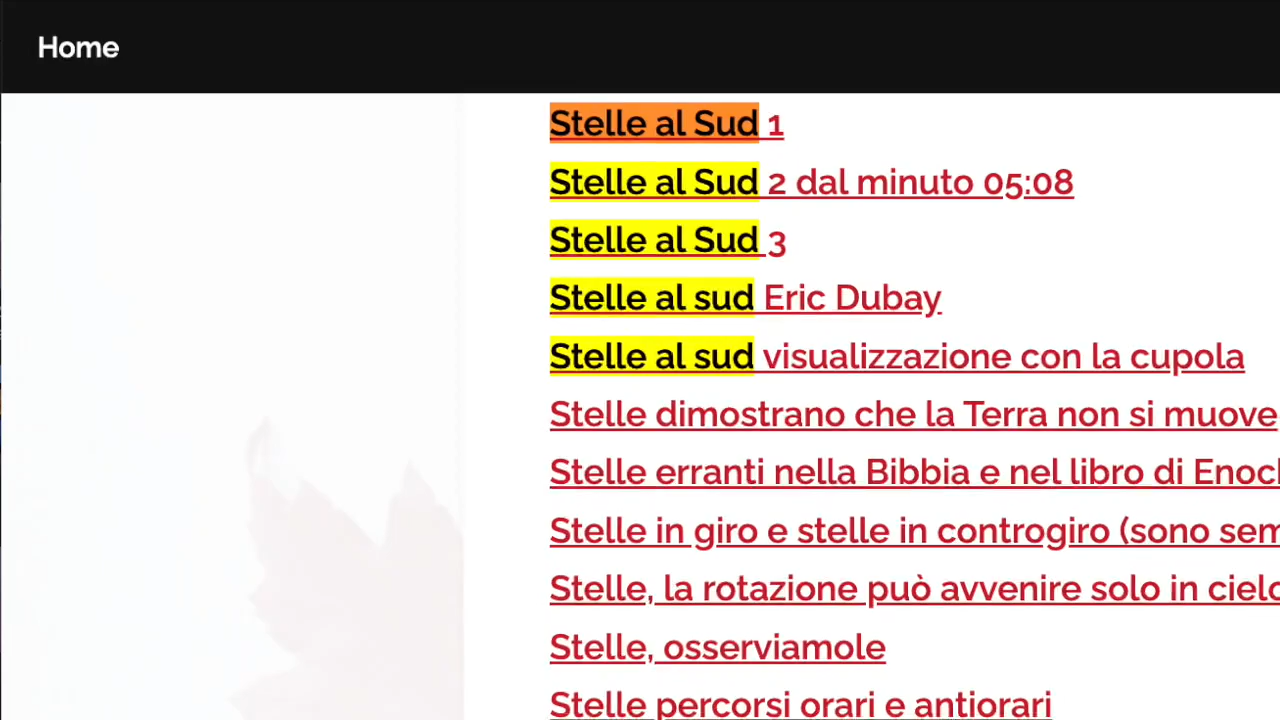 Home
Stelle al Sud 1
Stelle al Sud 2 dal minuto 05:08
Stelle al Sud 3
Stelle al sud Eric Dubay
Stelle al sud visualizzazione con la cupola
Stelle dimostrano che la Terra non si muove
Stelle erranti nella Bibbia e nel libro di
Stelle in giro e stelle in controgiro (sono
Stelle, la rotazione può avvenire solo in
Stelle, osserviamole
Stelle percorsi orari e antiorari